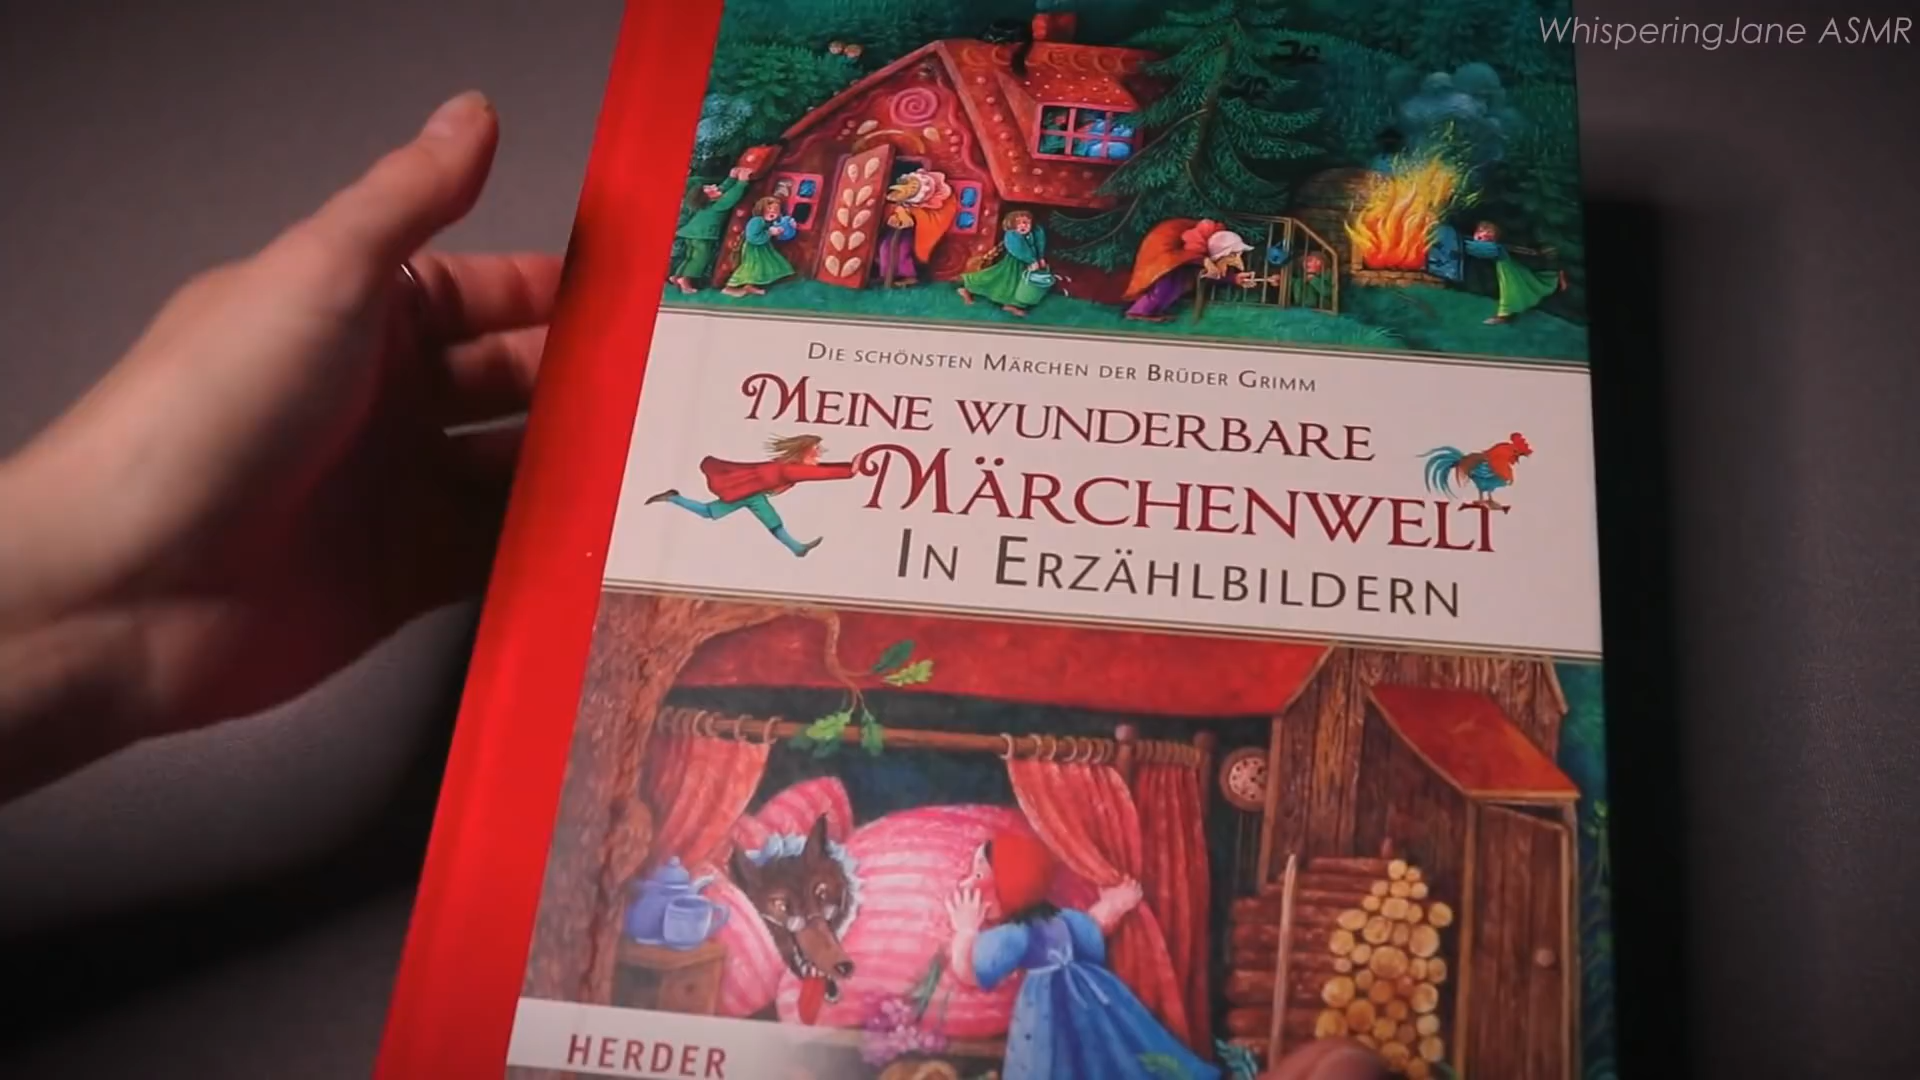 WhisperingJane ASMR
Die schönsten Märchen der Brüder Grimm
Meine wunderbare
Märchenwelt
In Erzählbildern
HERDER